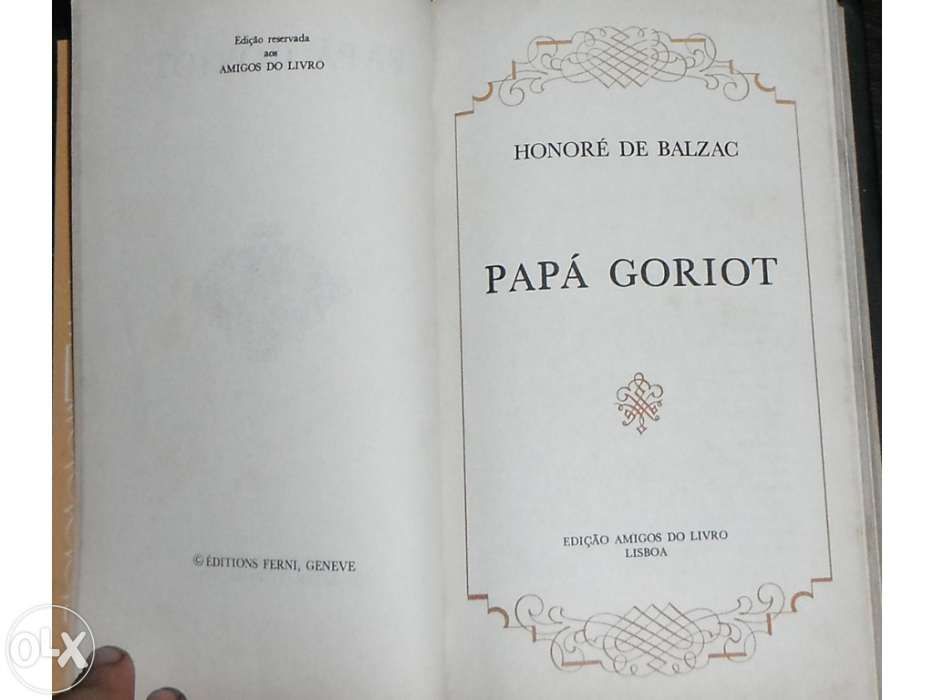 Edição reservada
aos
AMIGOS DO LIVRO
© ÉDITIONS FERNI, GENEVE
HONORÉ DE BALZAC
PAPÁ GORIOT
EDIÇÃO AMIGOS DO LIVRO
LISBOA
OLX